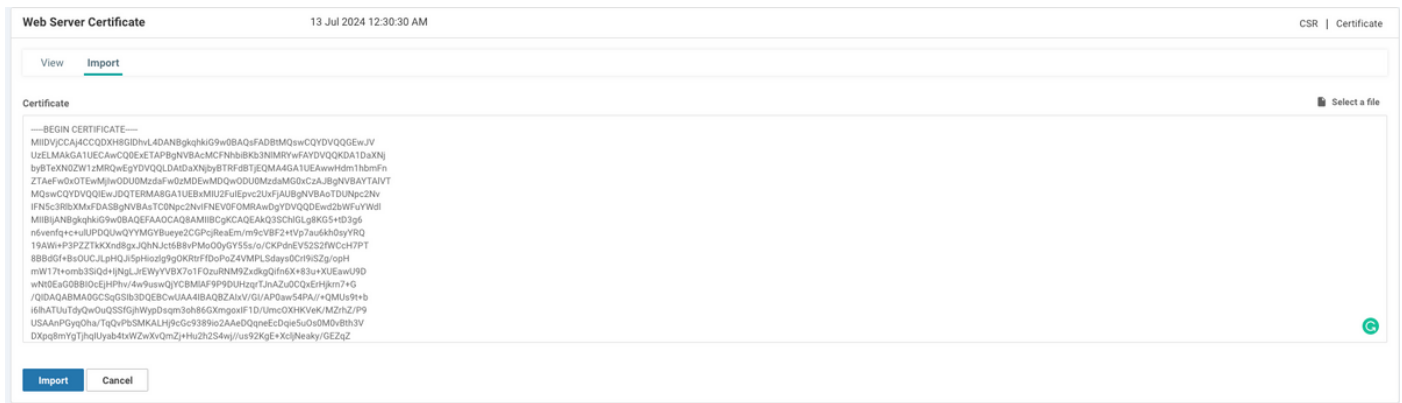 Web Server Certificate
13 Jul 2024 12:30:30 AM
CSR | Certificate
View
Import
Certificate
Select a file
-----BEGIN CERTIFICATE-----
MIIDVjCCAj4CCQDXH8GIDhvL4DANBgkqhkiG9w0BAQsFADBtMQswCQYDVQQGEwJV
UzELMAkGA1UECAwCQ0ExETAPBgNVBAcMCFNhbiBKb3NlMRYwFAYDVQQKDA1DaXNj
byBTeXN0ZW1zMRQwEgYDVQQLDAtDaXNjbyBTRFdBTjEQMA4GA1UEAwwHdm1hbmFn
ZTAeFw0xOTEwMjIwODU0MzdaFw0zMDEwMDQwODU0MzdaMG0xCzAJBgNVBAYTAlVT
MQswCQYDVQQIEwJDQTERMA8GA1UEBxMIU2FuIEpvc2UxFjAUBgNVBAoTDUNpc2Nv
IFN5c3RlbXMxFDASBgNVBAsTC0Npc2NvIFNEV0FOMRAwDgYDVQQDEwd2bWFuYWdl
MIIBIjANBgkqhkiG9w0BAQEFAAOCAQ8AMIIBCgKCAQEAkQ3SChlGLg8KG5+tD3g6
n6venfq+c+ulUPDQUwQYYMGYBueye2CGPcjReaEm/m9cVBF2+tVp7au6kh0syYRQ
19AWi+P3PZZTkKXnd8gxJQhNJct6B8vPMoO0yGY55s/o/CKPdnEV52S2fWCcH7PT
8BBdGf+BsOUCJLpHQJi5pHiozlg9gOKRtrFfDoPoZ4VMPLSdays0CrI9iSZg/opH
mW17t+omb3SiQd+IjNgLJrEWyYVBX7o1FOzuRNM9ZxdkgQifn6X+83u+XUEawU9D
wNt0EaG0BBIOcEjHPhv/4w9uswQjYCBMlAF9P9DUHzqrTJnAZu0CQxErHjkrn7+G
/QIDAQABMA0GCSqGSIb3DQEBCwUAA4IBAQBZAIxV/GI/AP0aw54PA//+QMUs9t+b
i6lhATUuTdyQwOuQSSfGjhWypDsqm3oh86GXmgoxIF1D/UmcOXHKVeK/MZrhZ/P9
USAAnPGyqOha/TqQvPbSMKALHj9cGc9389io2AAeDQqneEcDqie5uOs0M0vBth3V
DXpq8mYgTjhqIUyab4txWZwXvQmZj+Hu2h2S4wj//us92KgE+XcljNeaky/GEZqZ
Import
Cancel